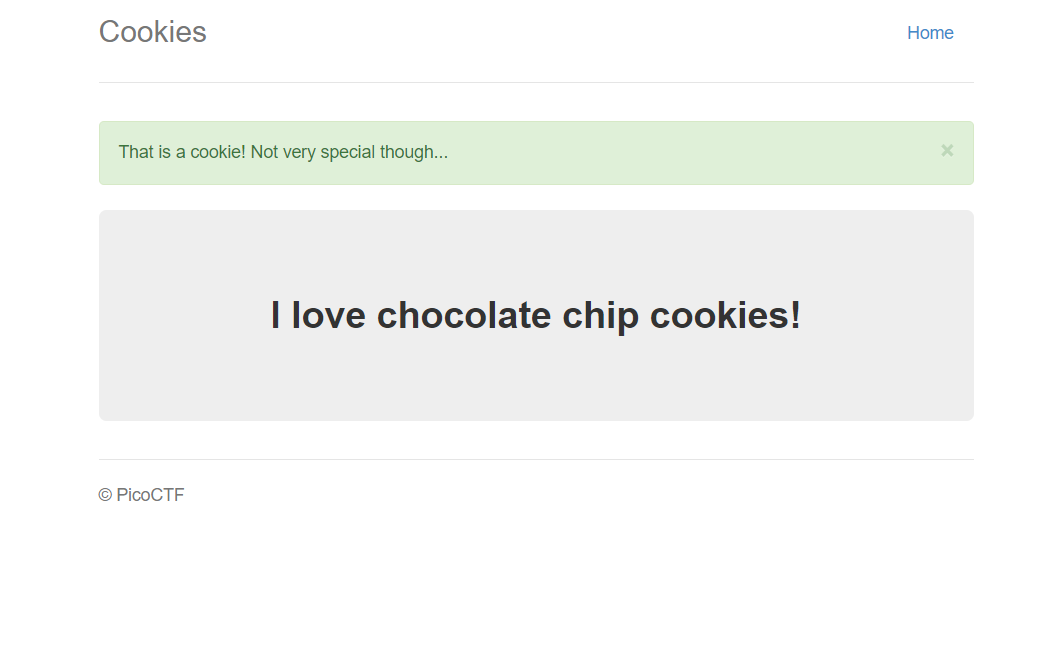 Cookies
Home
That is a cookie! Not very special though...
×
I love chocolate chip cookies!
© PicoCTF